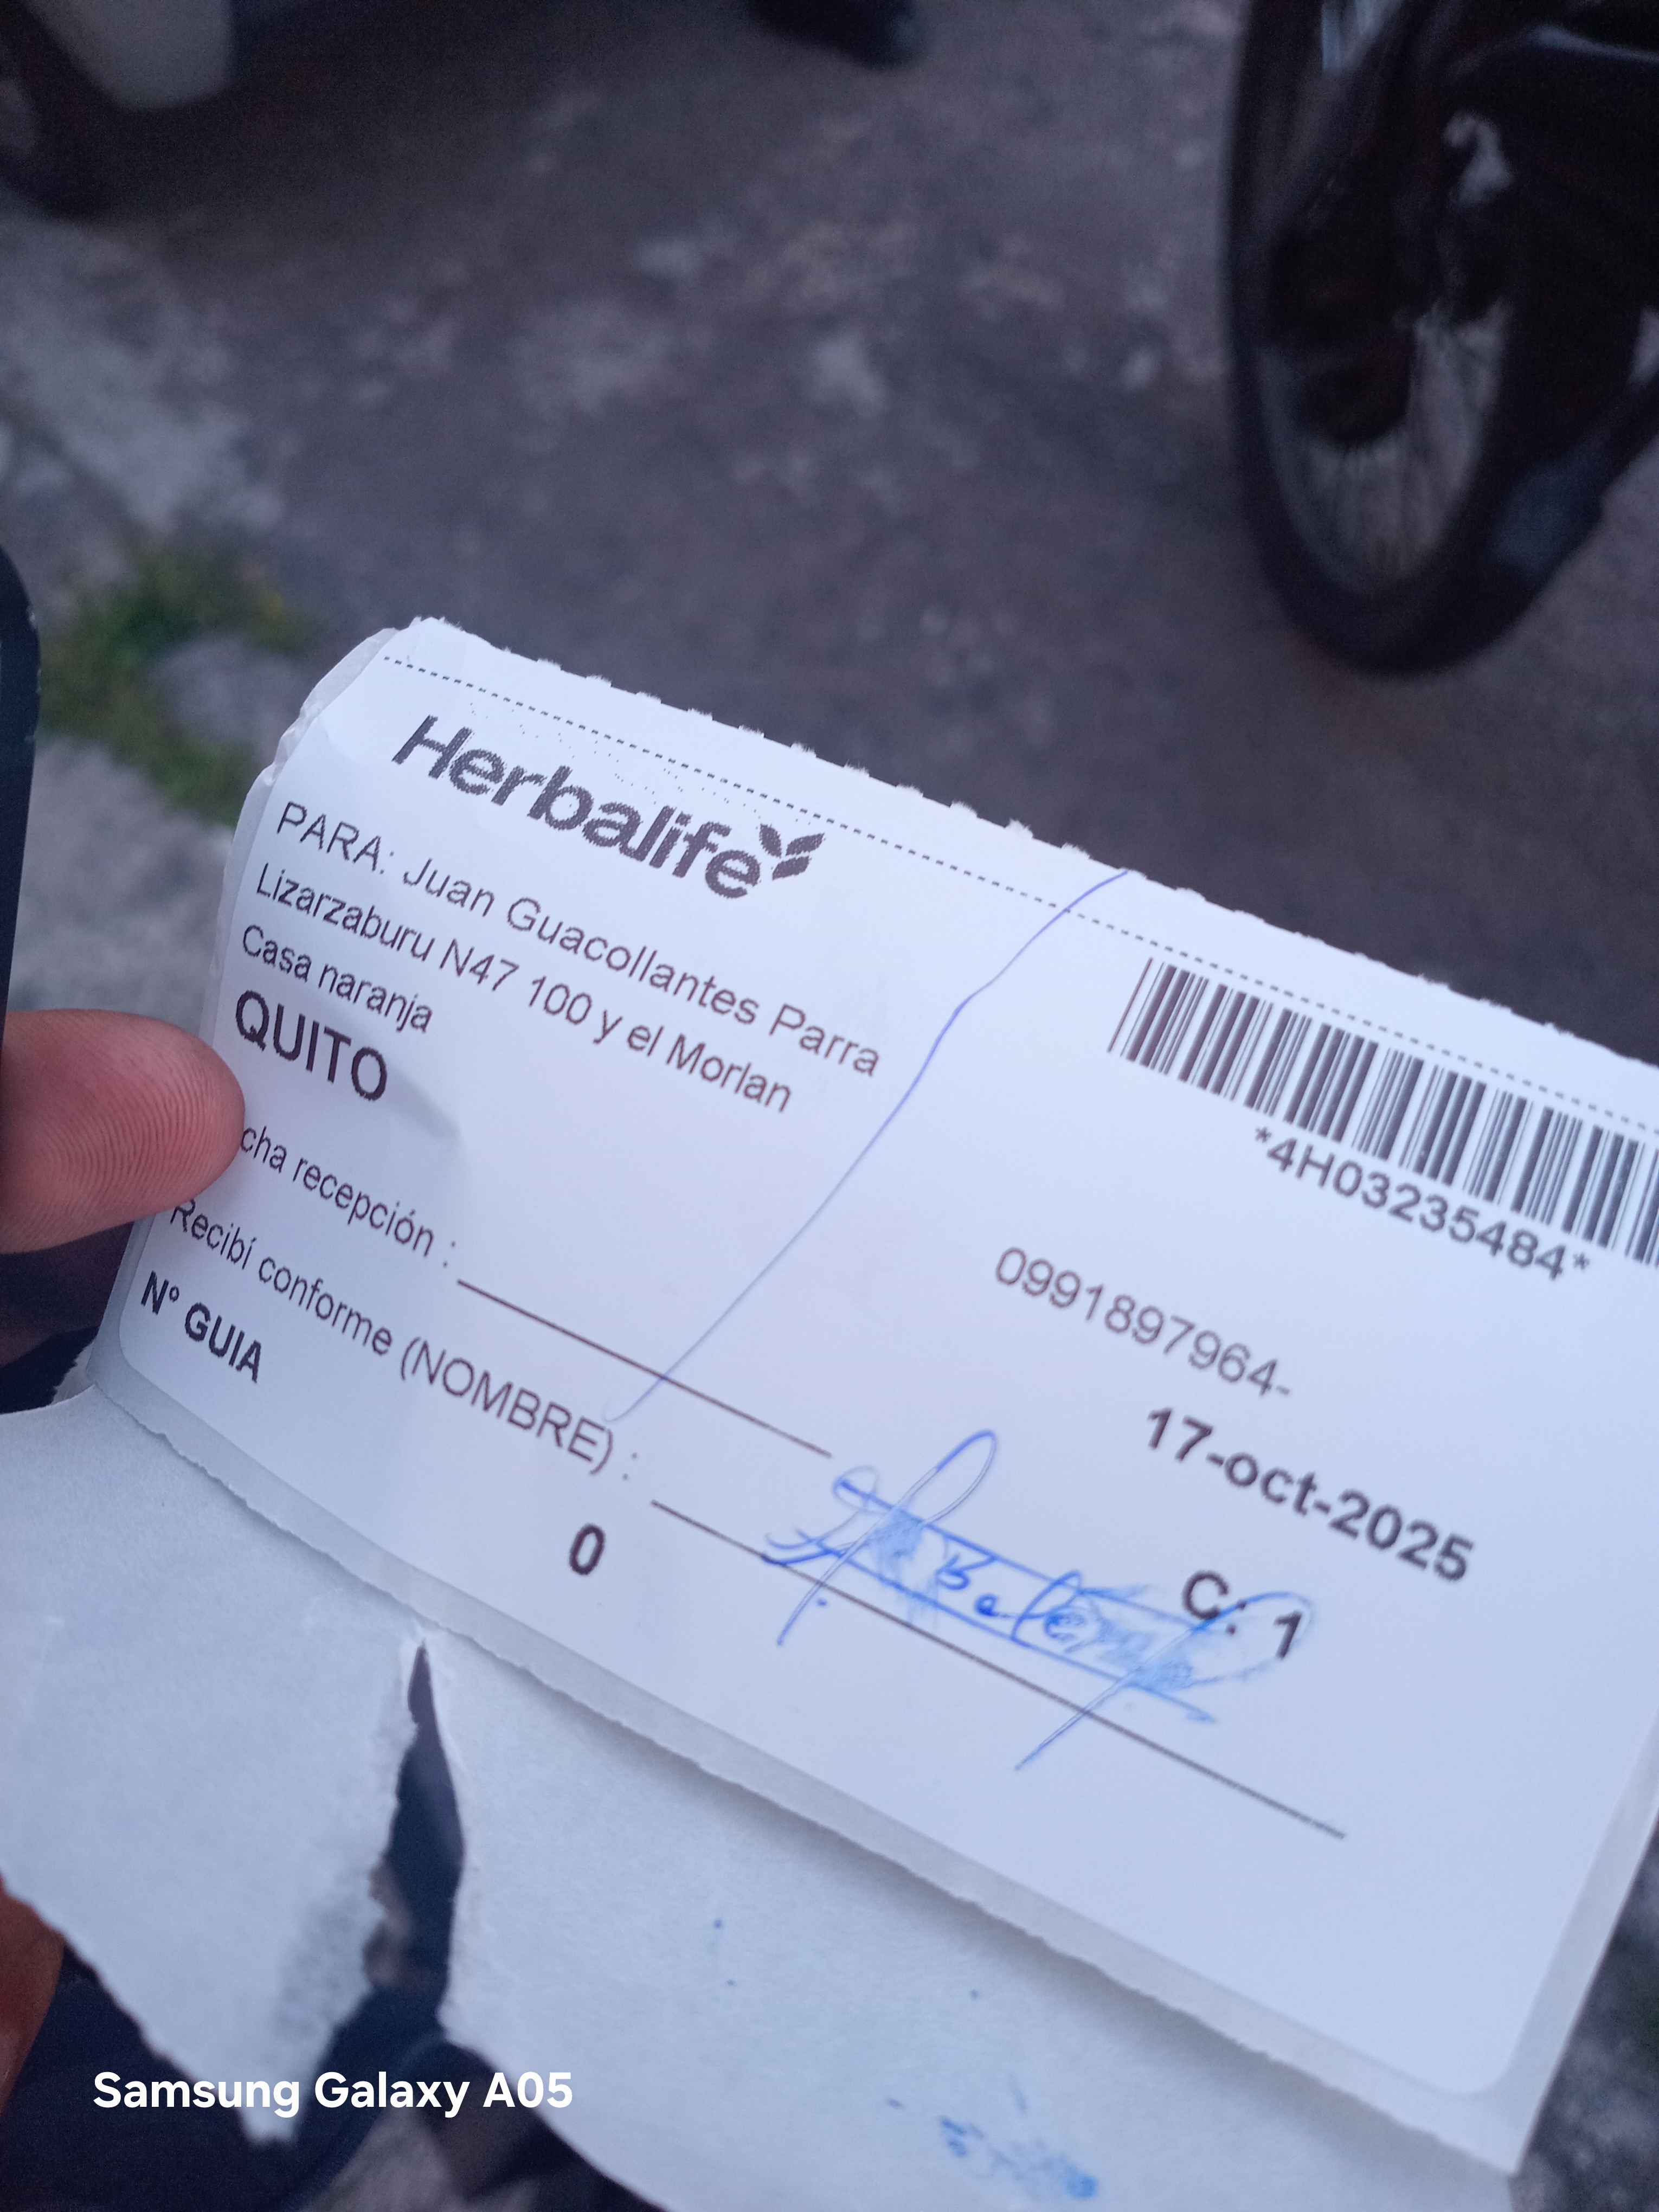 Herbalife
PARA: Juan Guacollantes Parra
Lizarzaburu N47 100 y el Morlan
Casa naranja
QUITO
*4H03235484*
0991897964-
17-oct-2025
C: 1
cha recepción :
Recibí conforme (NOMBRE) :
N° GUIA
0
Samsung Galaxy A05